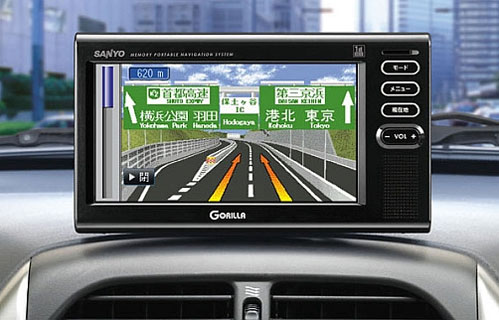 SANYO MEMORY PORTABLE NAVIGATION SYSTEM
620 m
首都高速
SHUTO EXPWY
横浜公園 羽田
Yokohama Park Haneda
保土ヶ谷
IC
Hodogaya
第三京浜
DAISAN KEIHIN
港北 東京
Kohoku Tokyo
閉
モード
メニュー
現在地
− VOL +
GORILLA